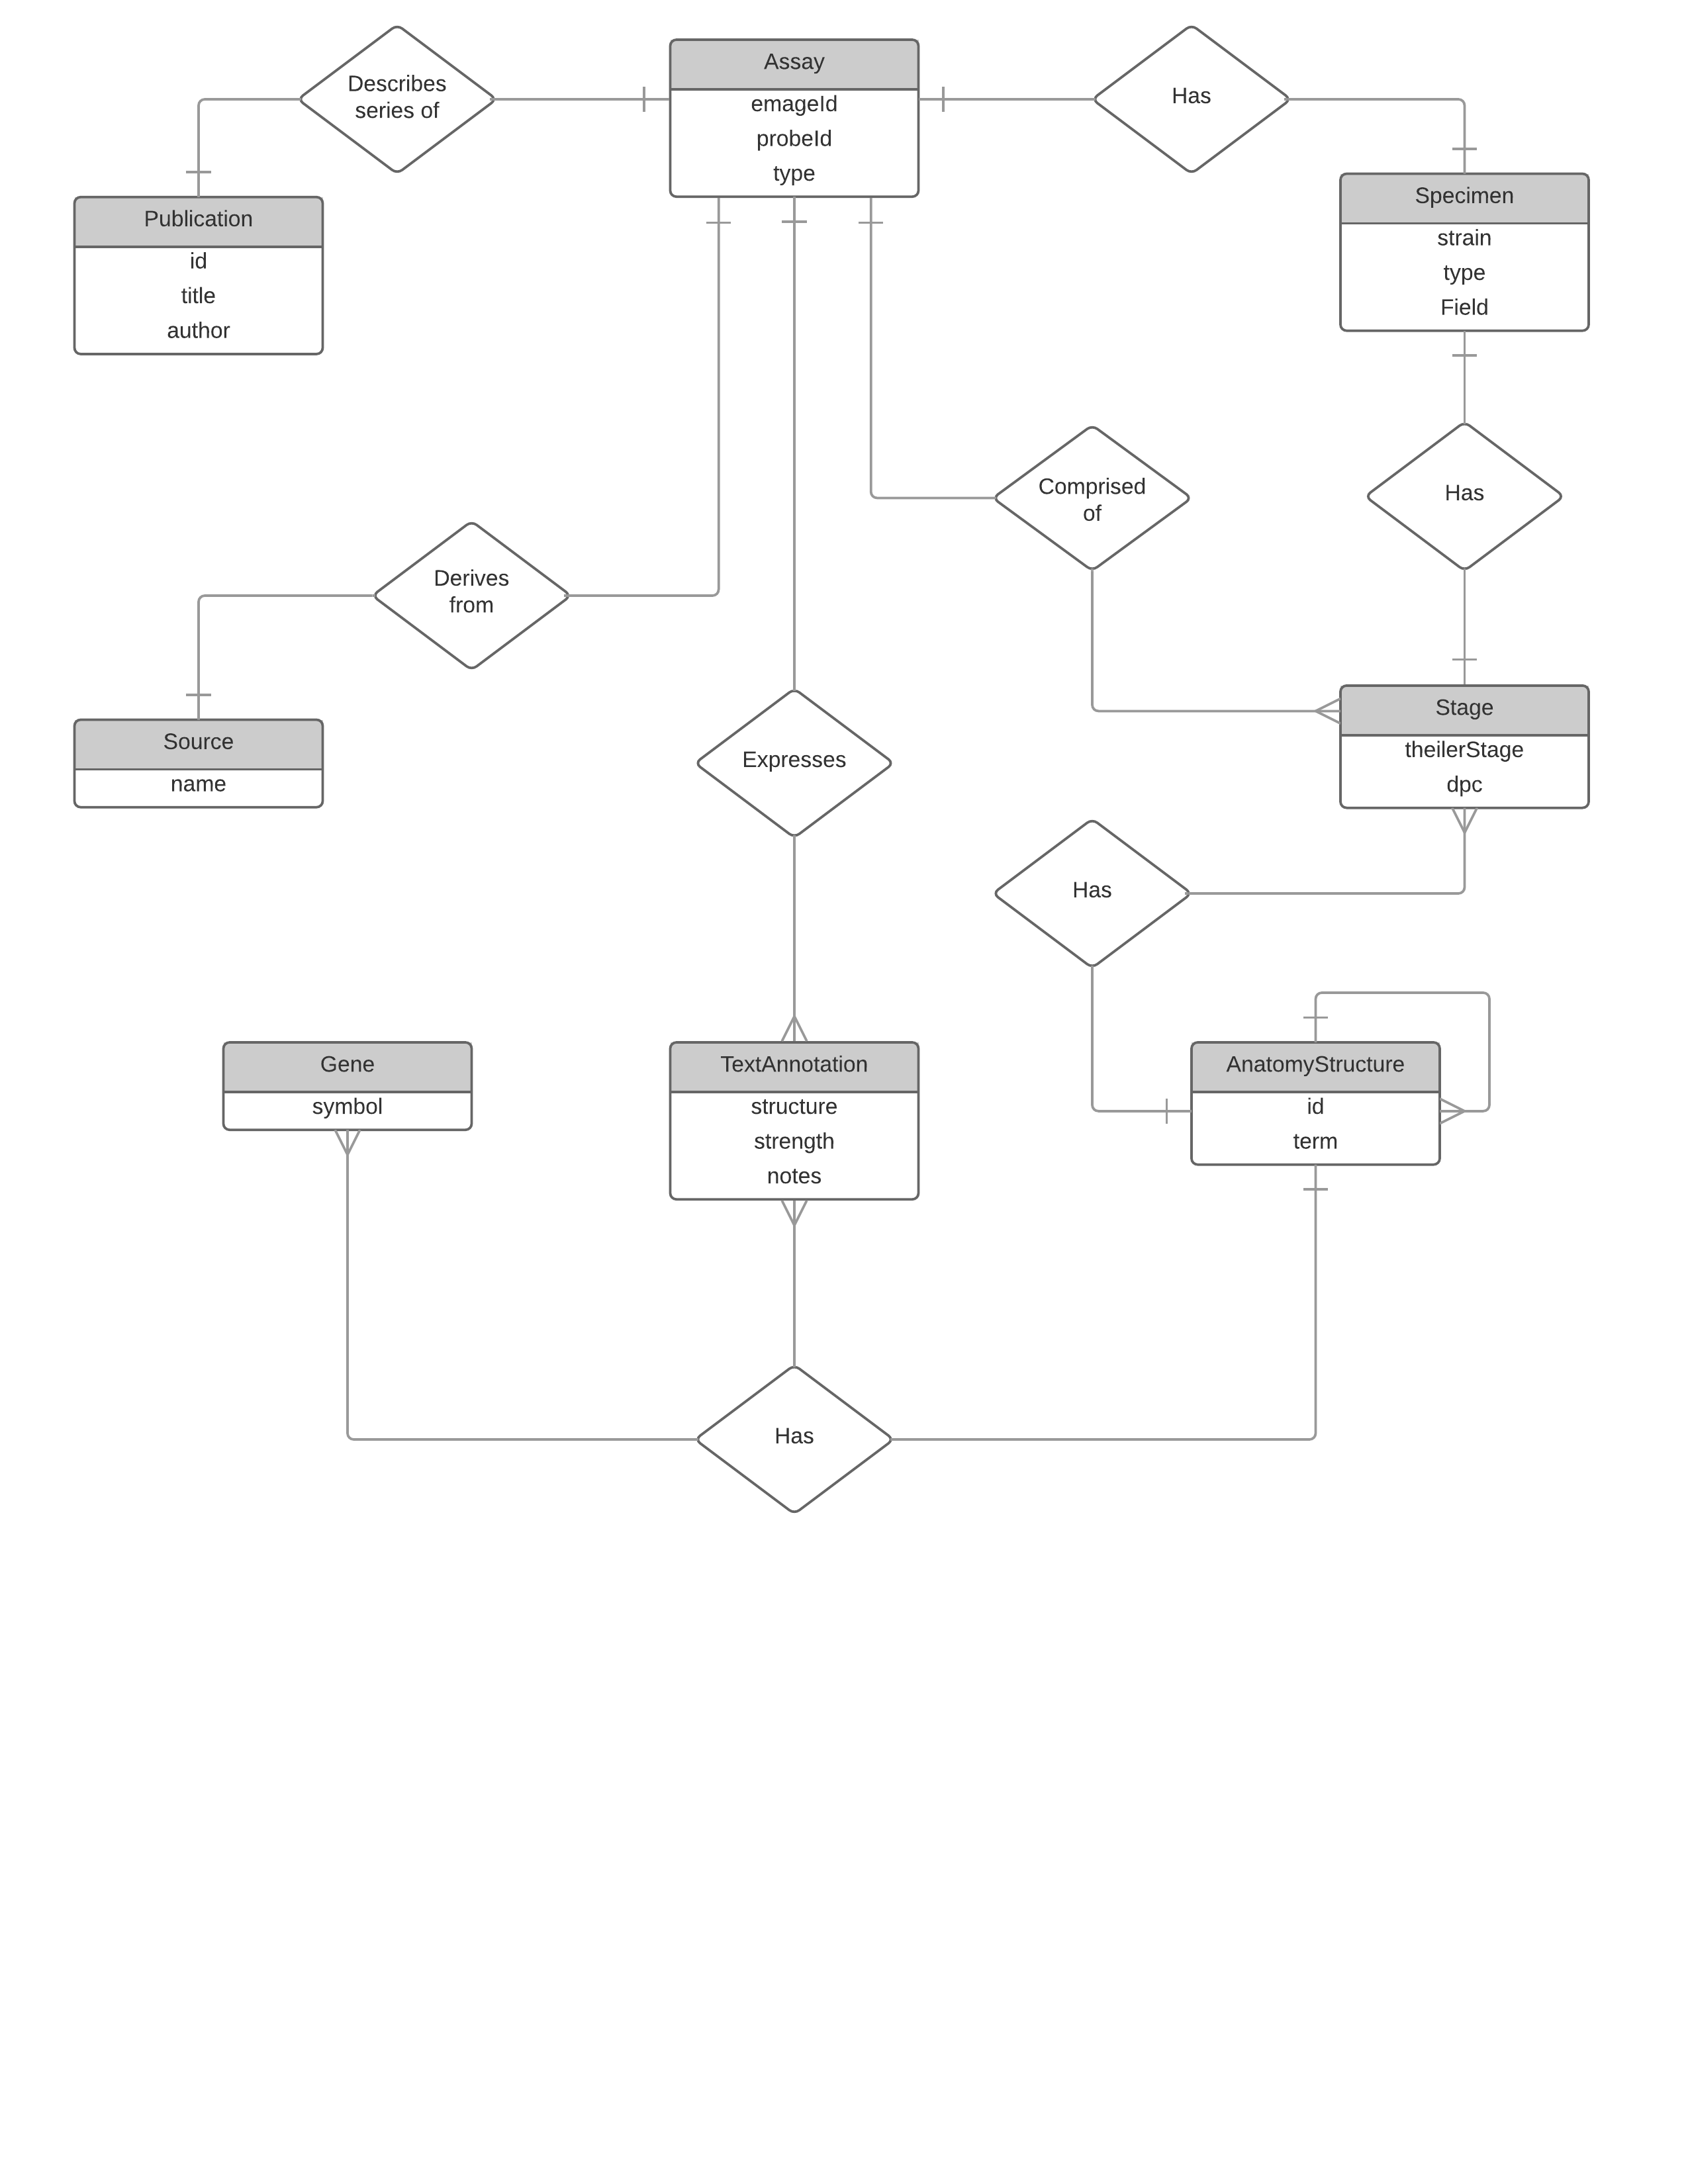 Describes
series of
Assay
emageId
probeId
type
Has
Publication
id
title
author
Specimen
strain
type
Field
Comprised
of
Has
Derives
from
Source
name
Expresses
Stage
theilerStage
dpc
Has
Gene
symbol
TextAnnotation
structure
strength
notes
AnatomyStructure
id
term
Has